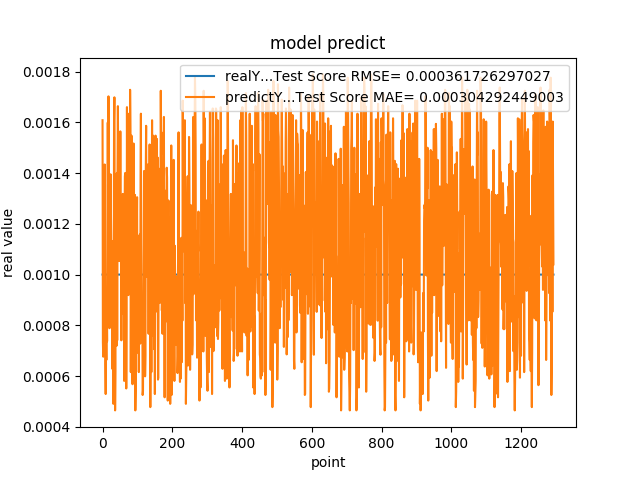 model predict
realY...Test Score RMSE= 0.000361726297027
predictY...Test Score MAE= 0.000304292449003
0.0018
0.0016
0.0014
0.0012
0.0010
0.0008
0.0006
0.0004
real value
0 200 400 600 800 1000 1200
point